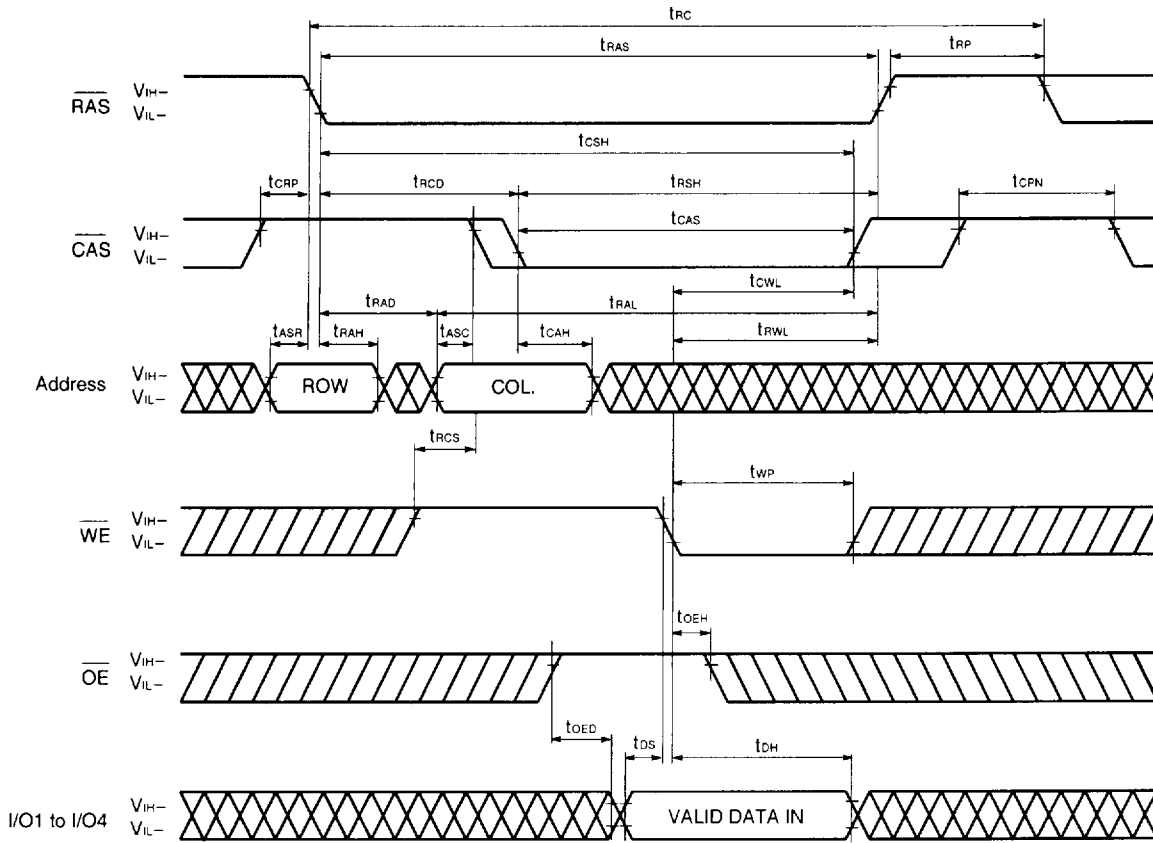 tRC
tRAS
tRP
RAS
VIH–
VIL–
tCSH
tCRP
tRCD
tRSH
tCPN
CAS
VIH–
VIL–
tCAS
tCWL
tRAD
tRAL
tASR
tRAH
tASC
tCAH
tRWL
Address
VIH–
VIL–
ROW
COL.
tRCS
tWP
WE
VIH–
VIL–
tOEH
OE
VIH–
VIL–
tOED
tDS
tDH
I/O1 to I/O4
VIH–
VIL–
VALID DATA IN